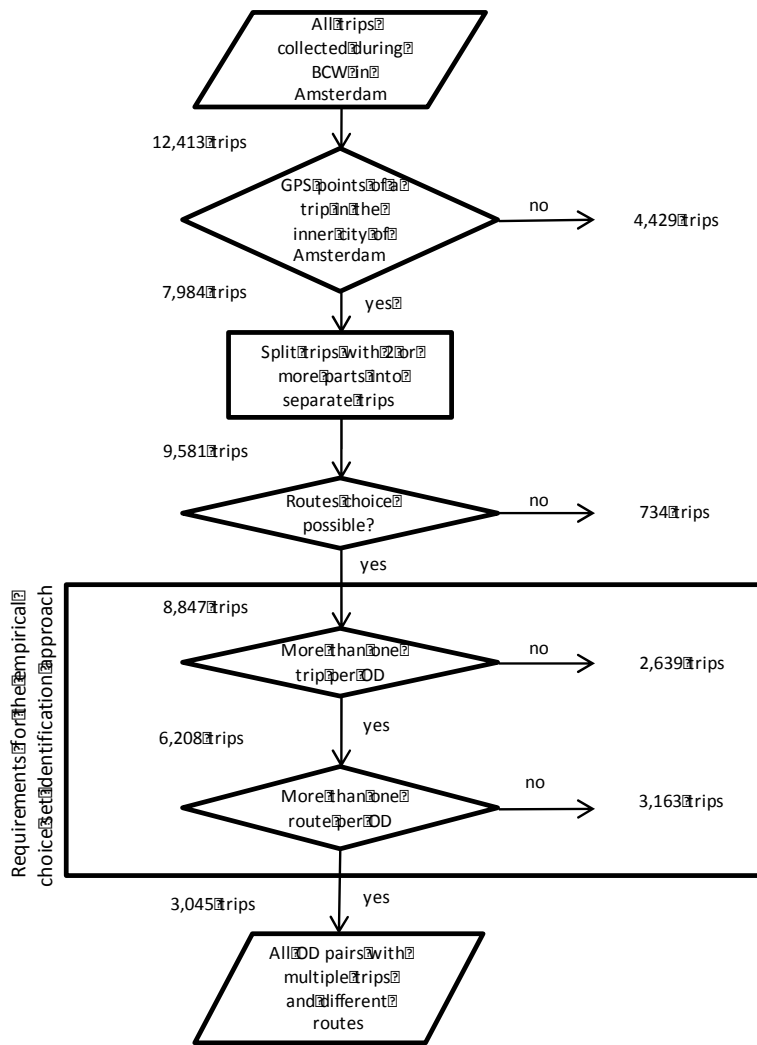 All trips
collected during
BCW in
Amsterdam
12,413 trips
GPS points of a
trip in the
inner city of
Amsterdam
no
4,429 trips
7,984 trips
yes
Split trips with 2 or
more parts into
separate trips
9,581 trips
Routes choice
possible?
no
734 trips
yes
Requirements for the empirical
choice set identification approach
8,847 trips
More than one
trip per OD
no
2,639 trips
yes
6,208 trips
More than one
route per OD
no
3,163 trips
3,045 trips
yes
All OD pairs with
multiple trips
and different
routes